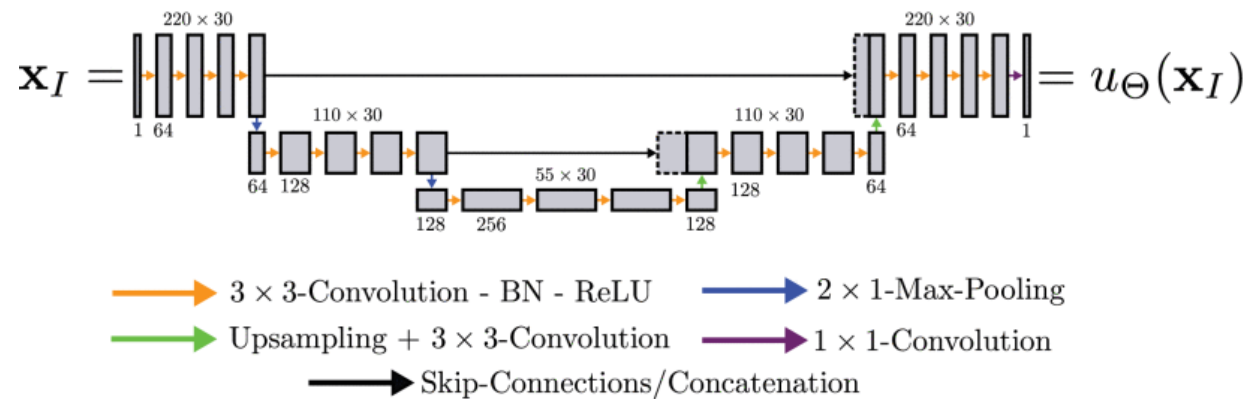 220 × 30
220 × 30
x_I =
= u_Θ(x_I)
1 64
64
1
110 × 30
110 × 30
64 128
128
64
55 × 30
128 256
128
3 × 3-Convolution - BN - ReLU
2 × 1-Max-Pooling
Upsampling + 3 × 3-Convolution
1 × 1-Convolution
Skip-Connections/Concatenation